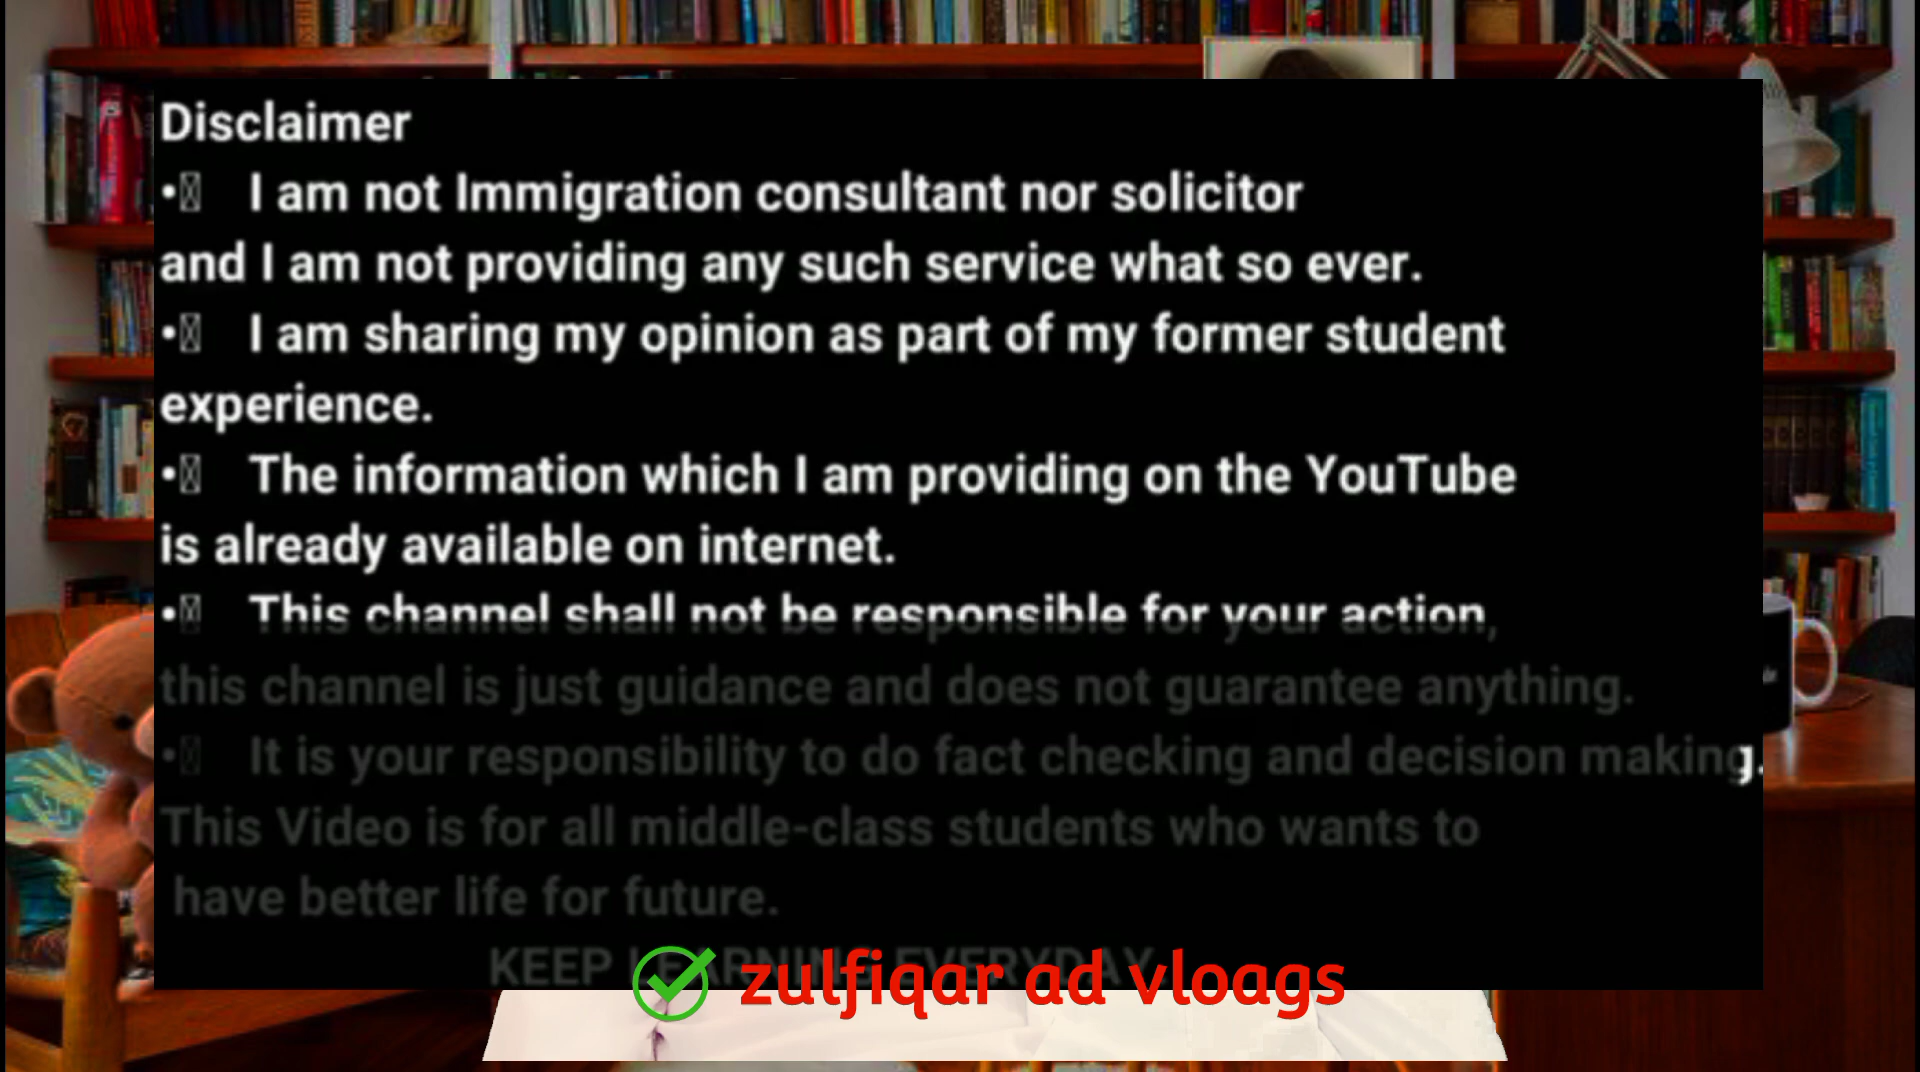 Disclaimer
• I am not Immigration consultant nor solicitor
and I am not providing any such service what so ever.
• I am sharing my opinion as part of my former student
experience.
• The information which I am providing on the YouTube
is already available on internet.
• This channel shall not be responsible for your action,
this channel is just guidance and does not guarantee anything.
• It is your responsibility to do fact checking and decision making.
This Video is for all middle-class students who wants to
have better life for future.
KEEP LEARNING EVERYDAY
zulfiqar ad vloags